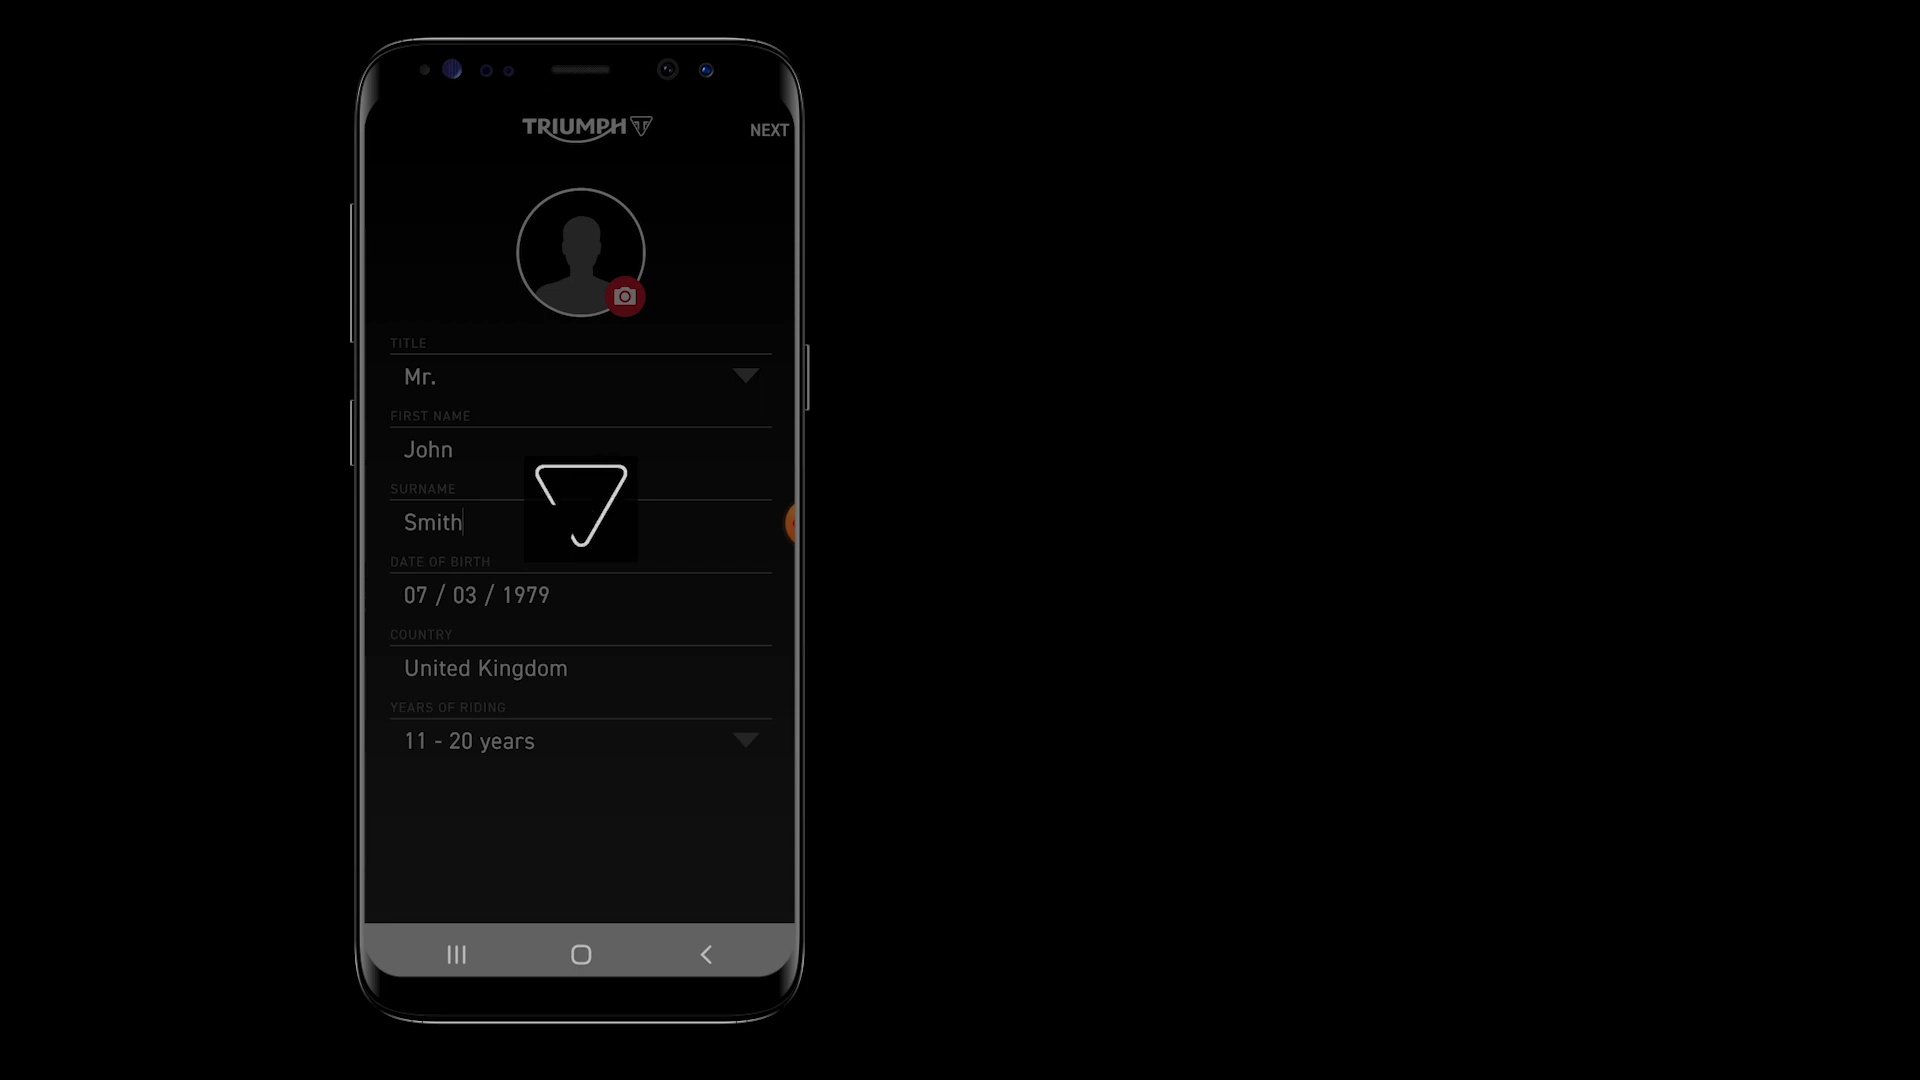 TRIUMPH
NEXT
TITLE
Mr.
FIRST NAME
John
SURNAME
Smith
DATE OF BIRTH
07 / 03 / 1979
COUNTRY
United Kingdom
YEARS OF RIDING
11 - 20 years